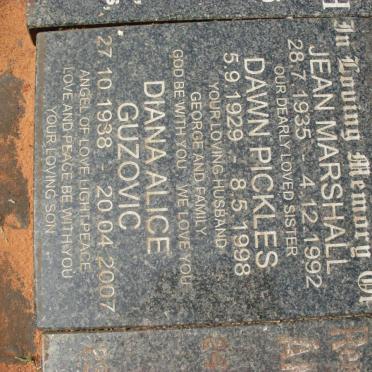 In Loving Memory Of
JEAN MARSHALL
28·7·1935 - 4·12·1992
OUR DEARLY LOVED SISTER
DAWN PICKLES
5·9·1929 - 8·5·1998
YOUR LOVING HUSBAND
GEORGE AND FAMILY
GOD BE WITH YOU WE LOVE YOU
DIANA ALICE
GUZOVIC
27·10·1938 - 20·04·2007
ANGEL OF LOVE LIGHT PEACE
LOVE AND PEACE BE WITH YOU
YOUR LOVING SON